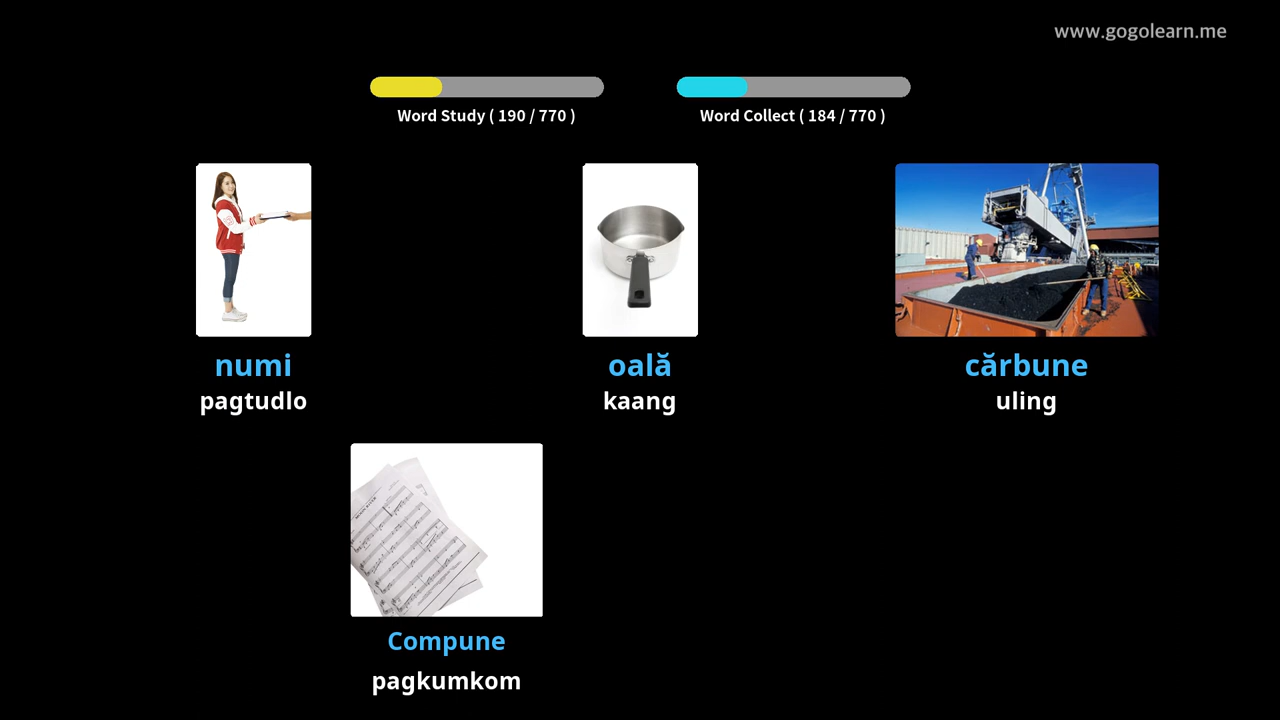 www.gogolearn.me
Word Study ( 190 / 770 )
Word Collect ( 184 / 770 )
numi
pagtudlo
oală
kaang
cărbune
uling
Compune
pagkumkom